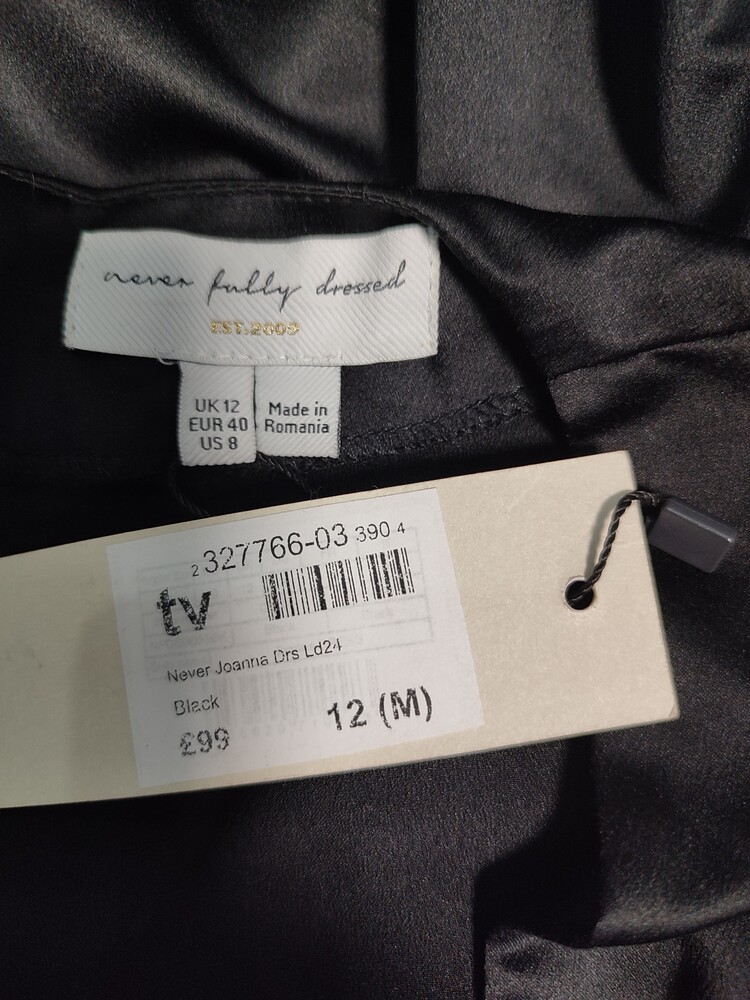 never fully dressed
EST.2009
UK 12
EUR 40
US 8
Made in
Romania
2 327766-03 390 4
tv
Never Joanna Drs Ld24
Black
£99
12 (M)